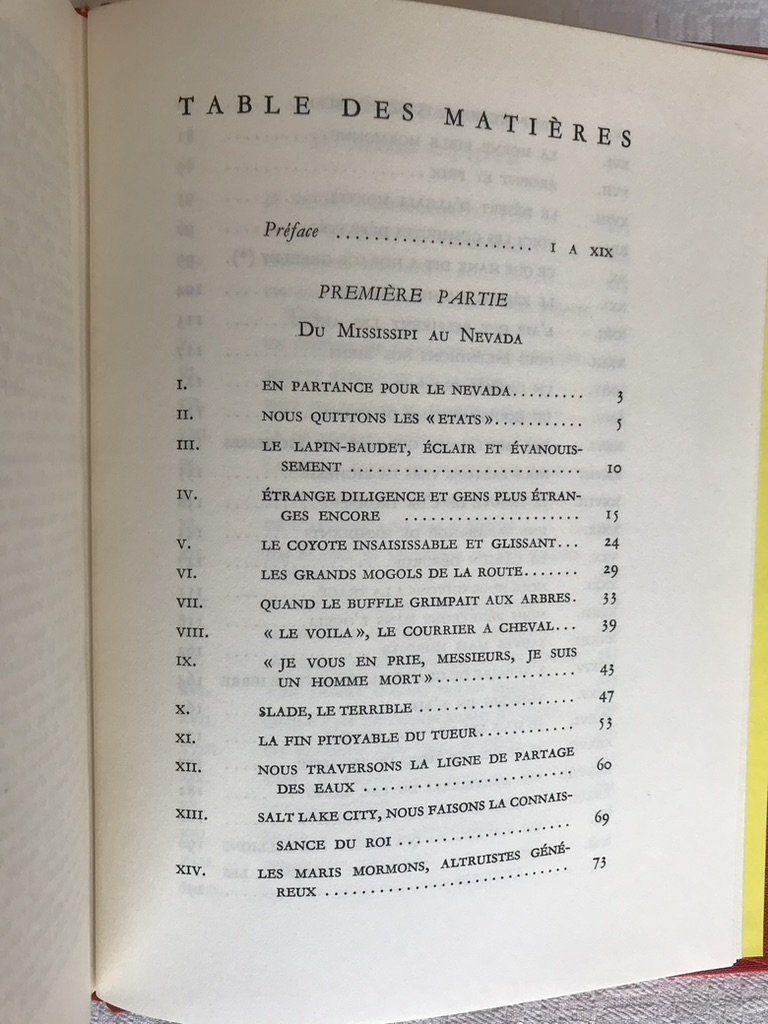 TABLE DES MATIÈRES
Préface ..................... I A XIX
PREMIÈRE PARTIE
Du Mississipi au Nevada
I. EN PARTANCE POUR LE NEVADA......... 3
II. NOUS QUITTONS LES « ETATS »........... 5
III. LE LAPIN-BAUDET, ÉCLAIR ET ÉVANOUIS-
SEMENT ........................ 10
IV. ÉTRANGE DILIGENCE ET GENS PLUS ÉTRAN-
GES ENCORE .................... 15
V. LE COYOTE INSAISISSABLE ET GLISSANT... 24
VI. LES GRANDS MOGOLS DE LA ROUTE....... 29
VII. QUAND LE BUFFLE GRIMPAIT AUX ARBRES. 33
VIII. « LE VOILA », LE COURRIER A CHEVAL... 39
IX. « JE VOUS EN PRIE, MESSIEURS, JE SUIS
UN HOMME MORT »................ 43
X. SLADE, LE TERRIBLE .................. 47
XI. LA FIN PITOYABLE DU TUEUR............ 53
XII. NOUS TRAVERSONS LA LIGNE DE PARTAGE
DES EAUX ...................... 60
XIII. SALT LAKE CITY, NOUS FAISONS LA CONNAIS-
SANCE DU ROI .................. 69
XIV. LES MARIS MORMONS, ALTRUISTES GÉNÉ-
REUX .......................... 73